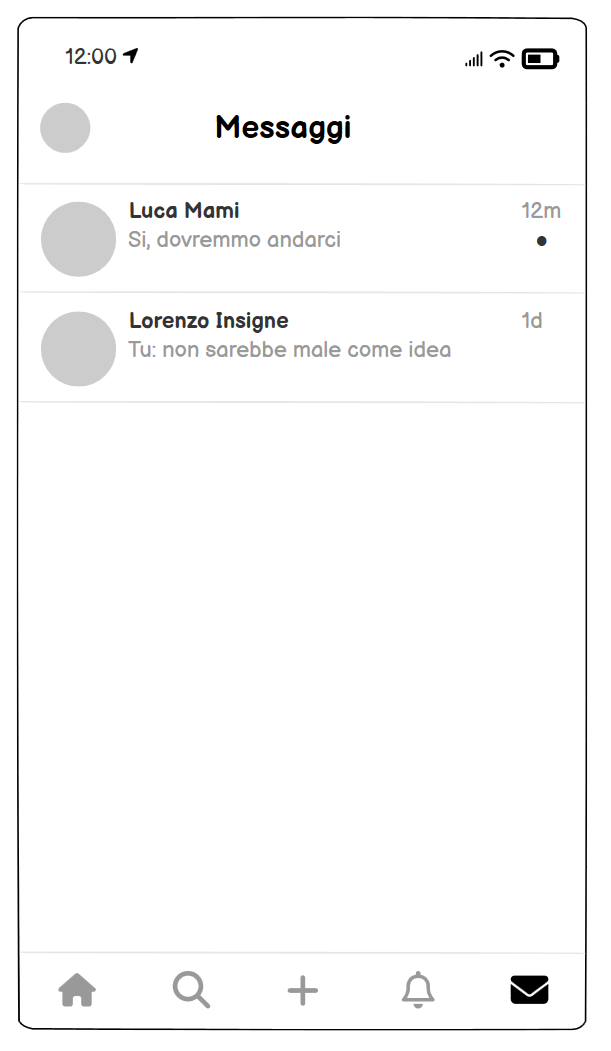 12:00
Messaggi
Luca Mami
12m
Si, dovremmo andarci
Lorenzo Insigne
1d
Tu: non sarebbe male come idea